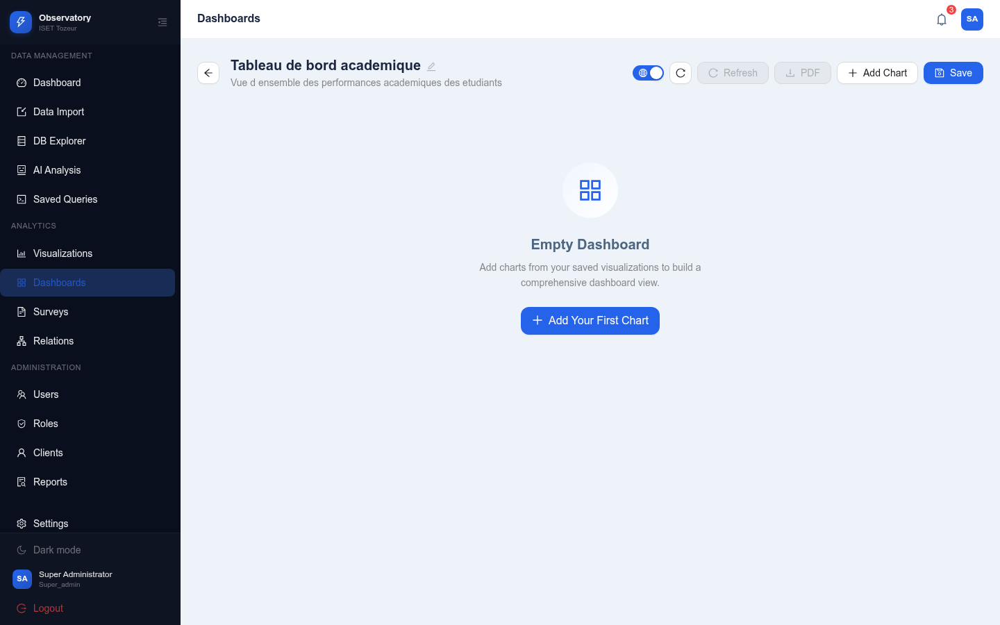 Observatory
ISET Tozeur
DATA MANAGEMENT
Dashboard
Data Import
DB Explorer
AI Analysis
Saved Queries
ANALYTICS
Visualizations
Dashboards
Surveys
Relations
ADMINISTRATION
Users
Roles
Clients
Reports
Settings
Dark mode
SA
Super Administrator
Super_admin
Logout
Dashboards
3
SA
Tableau de bord academique
Vue d ensemble des performances academiques des etudiants
Refresh
PDF
Add Chart
Save
Empty Dashboard
Add charts from your saved visualizations to build a
comprehensive dashboard view.
Add Your First Chart